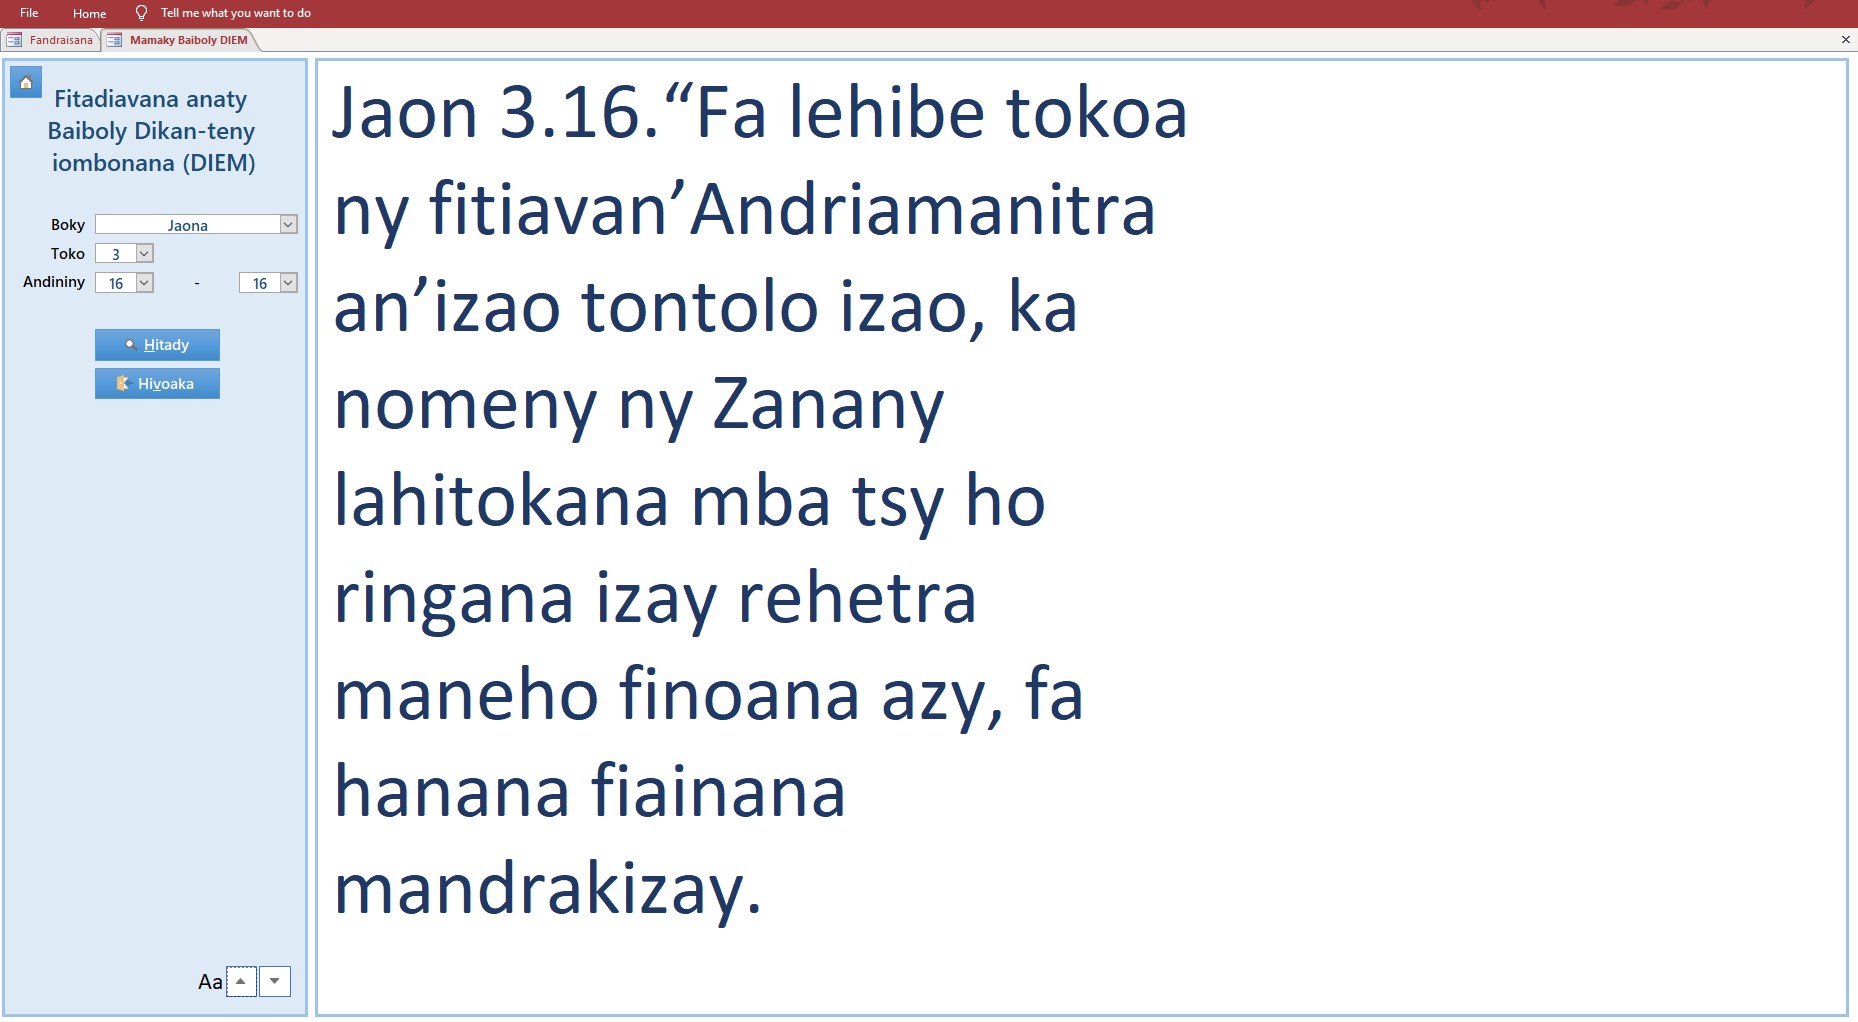 File Home Tell me what you want to do
Fandraisana Mamaky Baiboly DIEM
Fitadiavana anaty
Baiboly Dikan-teny
iombonana (DIEM)
Boky Jaona
Toko 3
Andininy 16 - 16
Hitady
Hivoaka
Aa
Jaon 3.16.“Fa lehibe tokoa
ny fitiavan’Andriamanitra
an’izao tontolo izao, ka
nomeny ny Zanany
lahitokana mba tsy ho
ringana izay rehetra
maneho finoana azy, fa
hanana fiainana
mandrakizay.